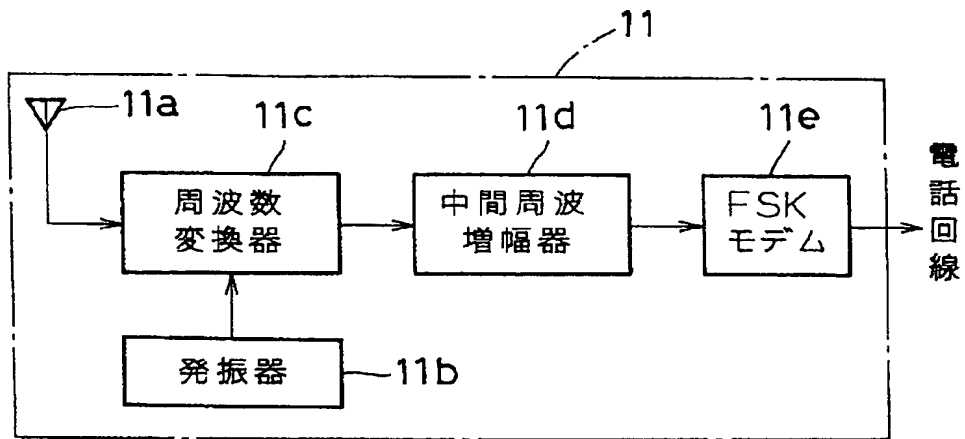 11
11a
11c
11d
11e
周波数
変換器
中間周波
増幅器
FSK
モデム
電話回線
発振器
11b